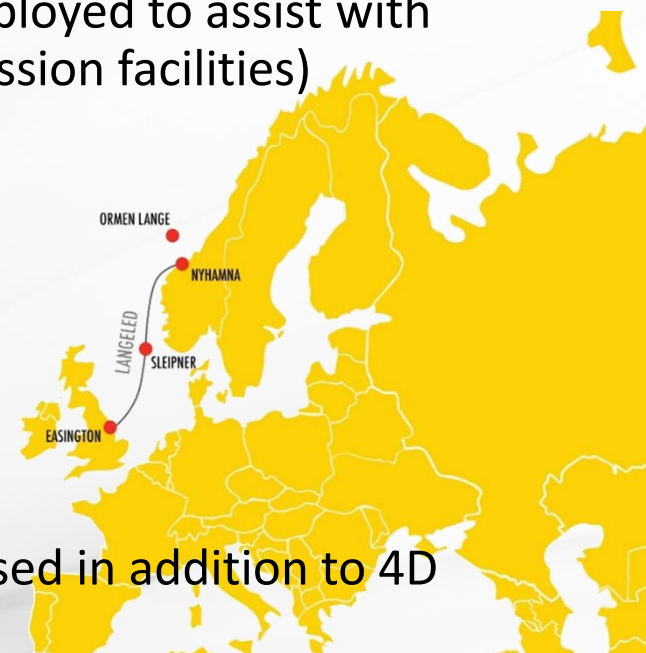 ployed to assist with
ssion facilities)
ORMEN LANGE
NYHAMNA
LANGELED
SLEIPNER
EASINGTON
sed in addition to 4D